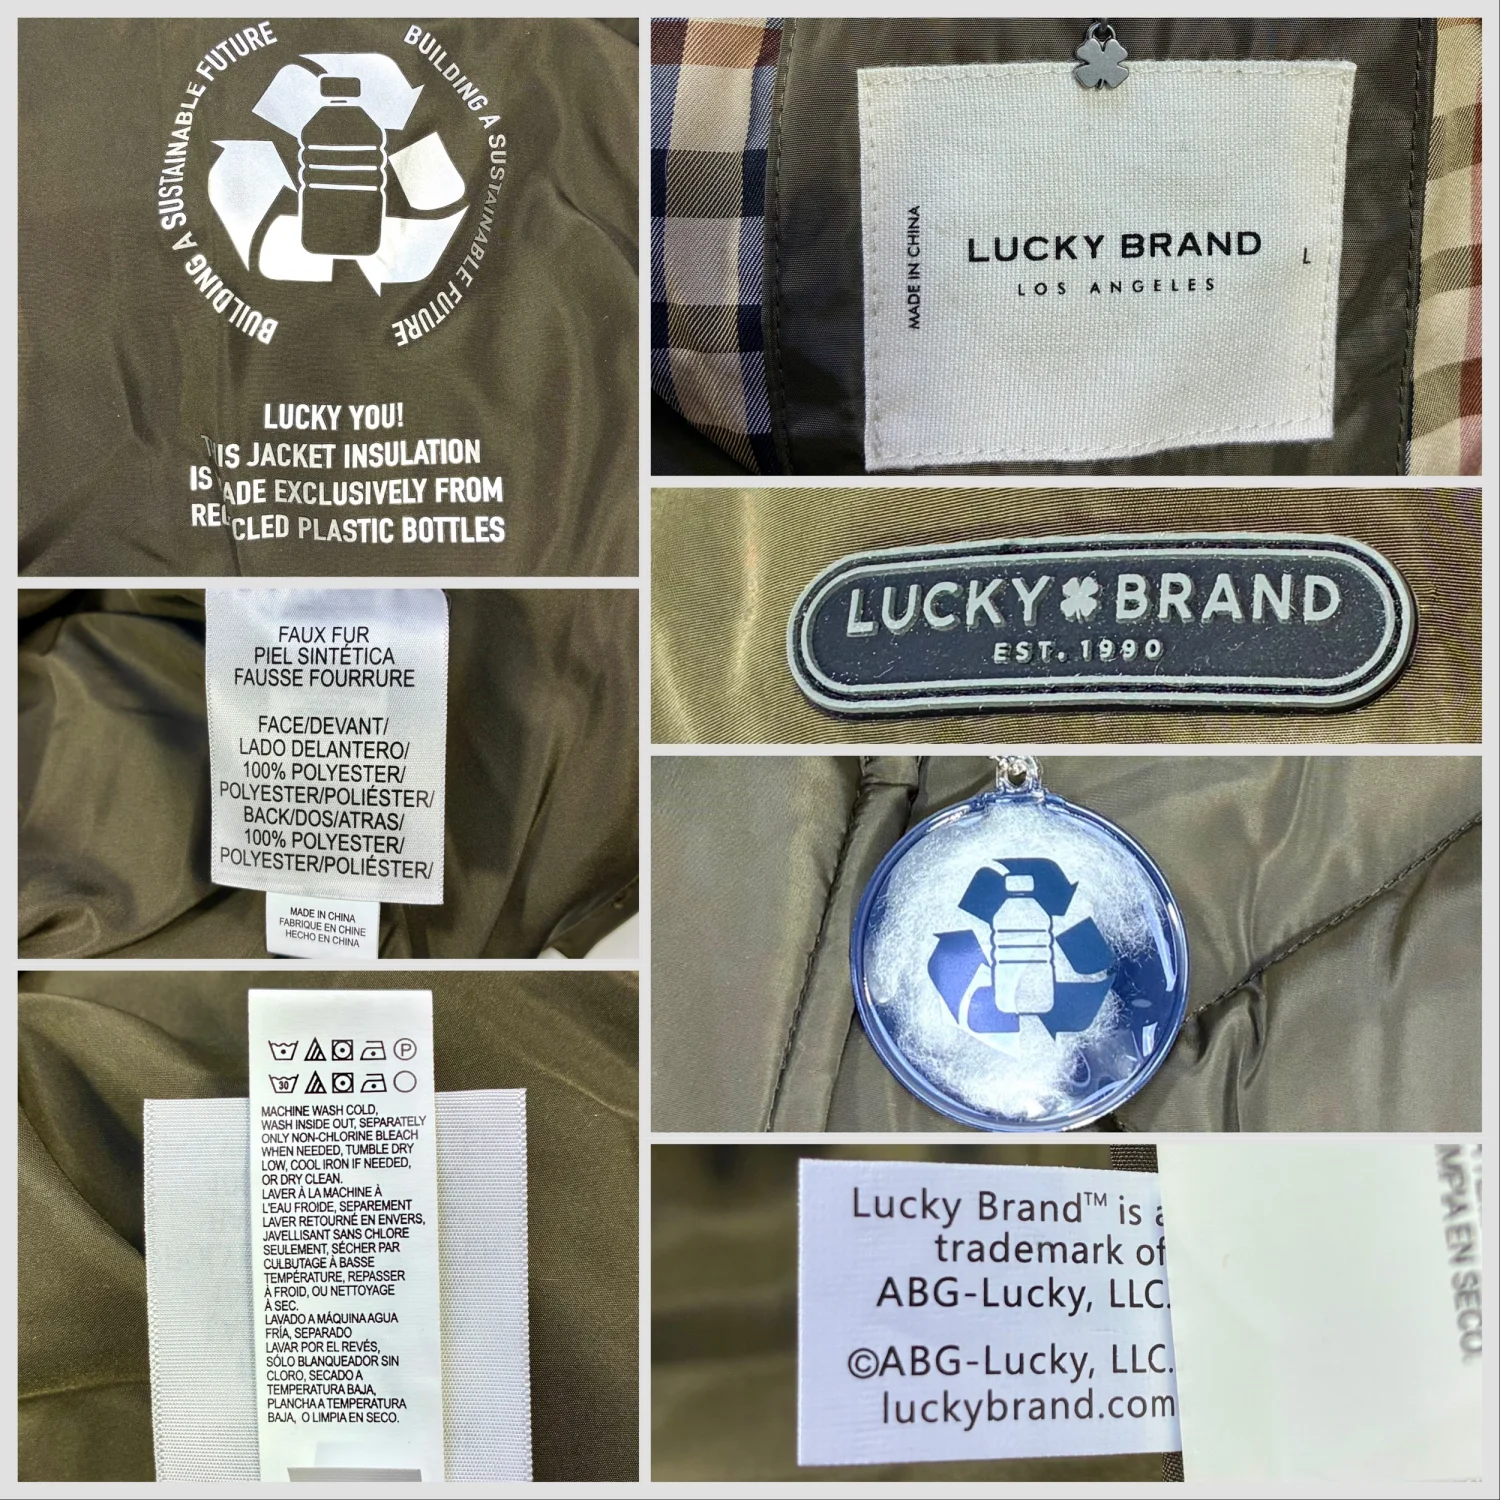 BUILDING A SUSTAINABLE FUTURE
BUILDING A SUSTAINABLE FUTURE
LUCKY YOU!
THIS JACKET INSULATION
IS MADE EXCLUSIVELY FROM
RECYCLED PLASTIC BOTTLES
MADE IN CHINA
LUCKY BRAND
LOS ANGELES
L
LUCKY BRAND
EST. 1990
FAUX FUR
PIEL SINTÉTICA
FAUSSE FOURRURE
FACE/DEVANT/
LADO DELANTERO/
100% POLYESTER/
POLYESTER/POLIÉSTER/
BACK/DOS/ATRAS/
100% POLYESTER/
POLYESTER/POLIÉSTER/
MADE IN CHINA
FABRIQUE EN CHINE
HECHO EN CHINA
P
30
MACHINE WASH COLD,
WASH INSIDE OUT, SEPARATELY
ONLY NON-CHLORINE BLEACH
WHEN NEEDED, TUMBLE DRY
LOW, COOL IRON IF NEEDED,
OR DRY CLEAN.
LAVER À LA MACHINE À
L'EAU FROIDE, SEPAREMENT
LAVER RETOURNÉ EN ENVERS,
JAVELLISANT SANS CHLORE
SEULEMENT, SÉCHER PAR
CULBUTAGE À BASSE
TEMPÉRATURE, REPASSER
À FROID, OU NETTOYAGE
À SEC.
LAVADO A MÁQUINA AGUA
FRÍA, SEPARADO
LAVAR POR EL REVÉS,
SÓLO BLANQUEADOR SIN
CLORO, SECADO A
TEMPERATURA BAJA,
PLANCHA A TEMPERATURA
BAJA, O LIMPIA EN SECO.
Lucky Brand™ is a
trademark of
ABG-Lucky, LLC.
©ABG-Lucky, LLC.
luckybrand.com
MPIA EN SECO.